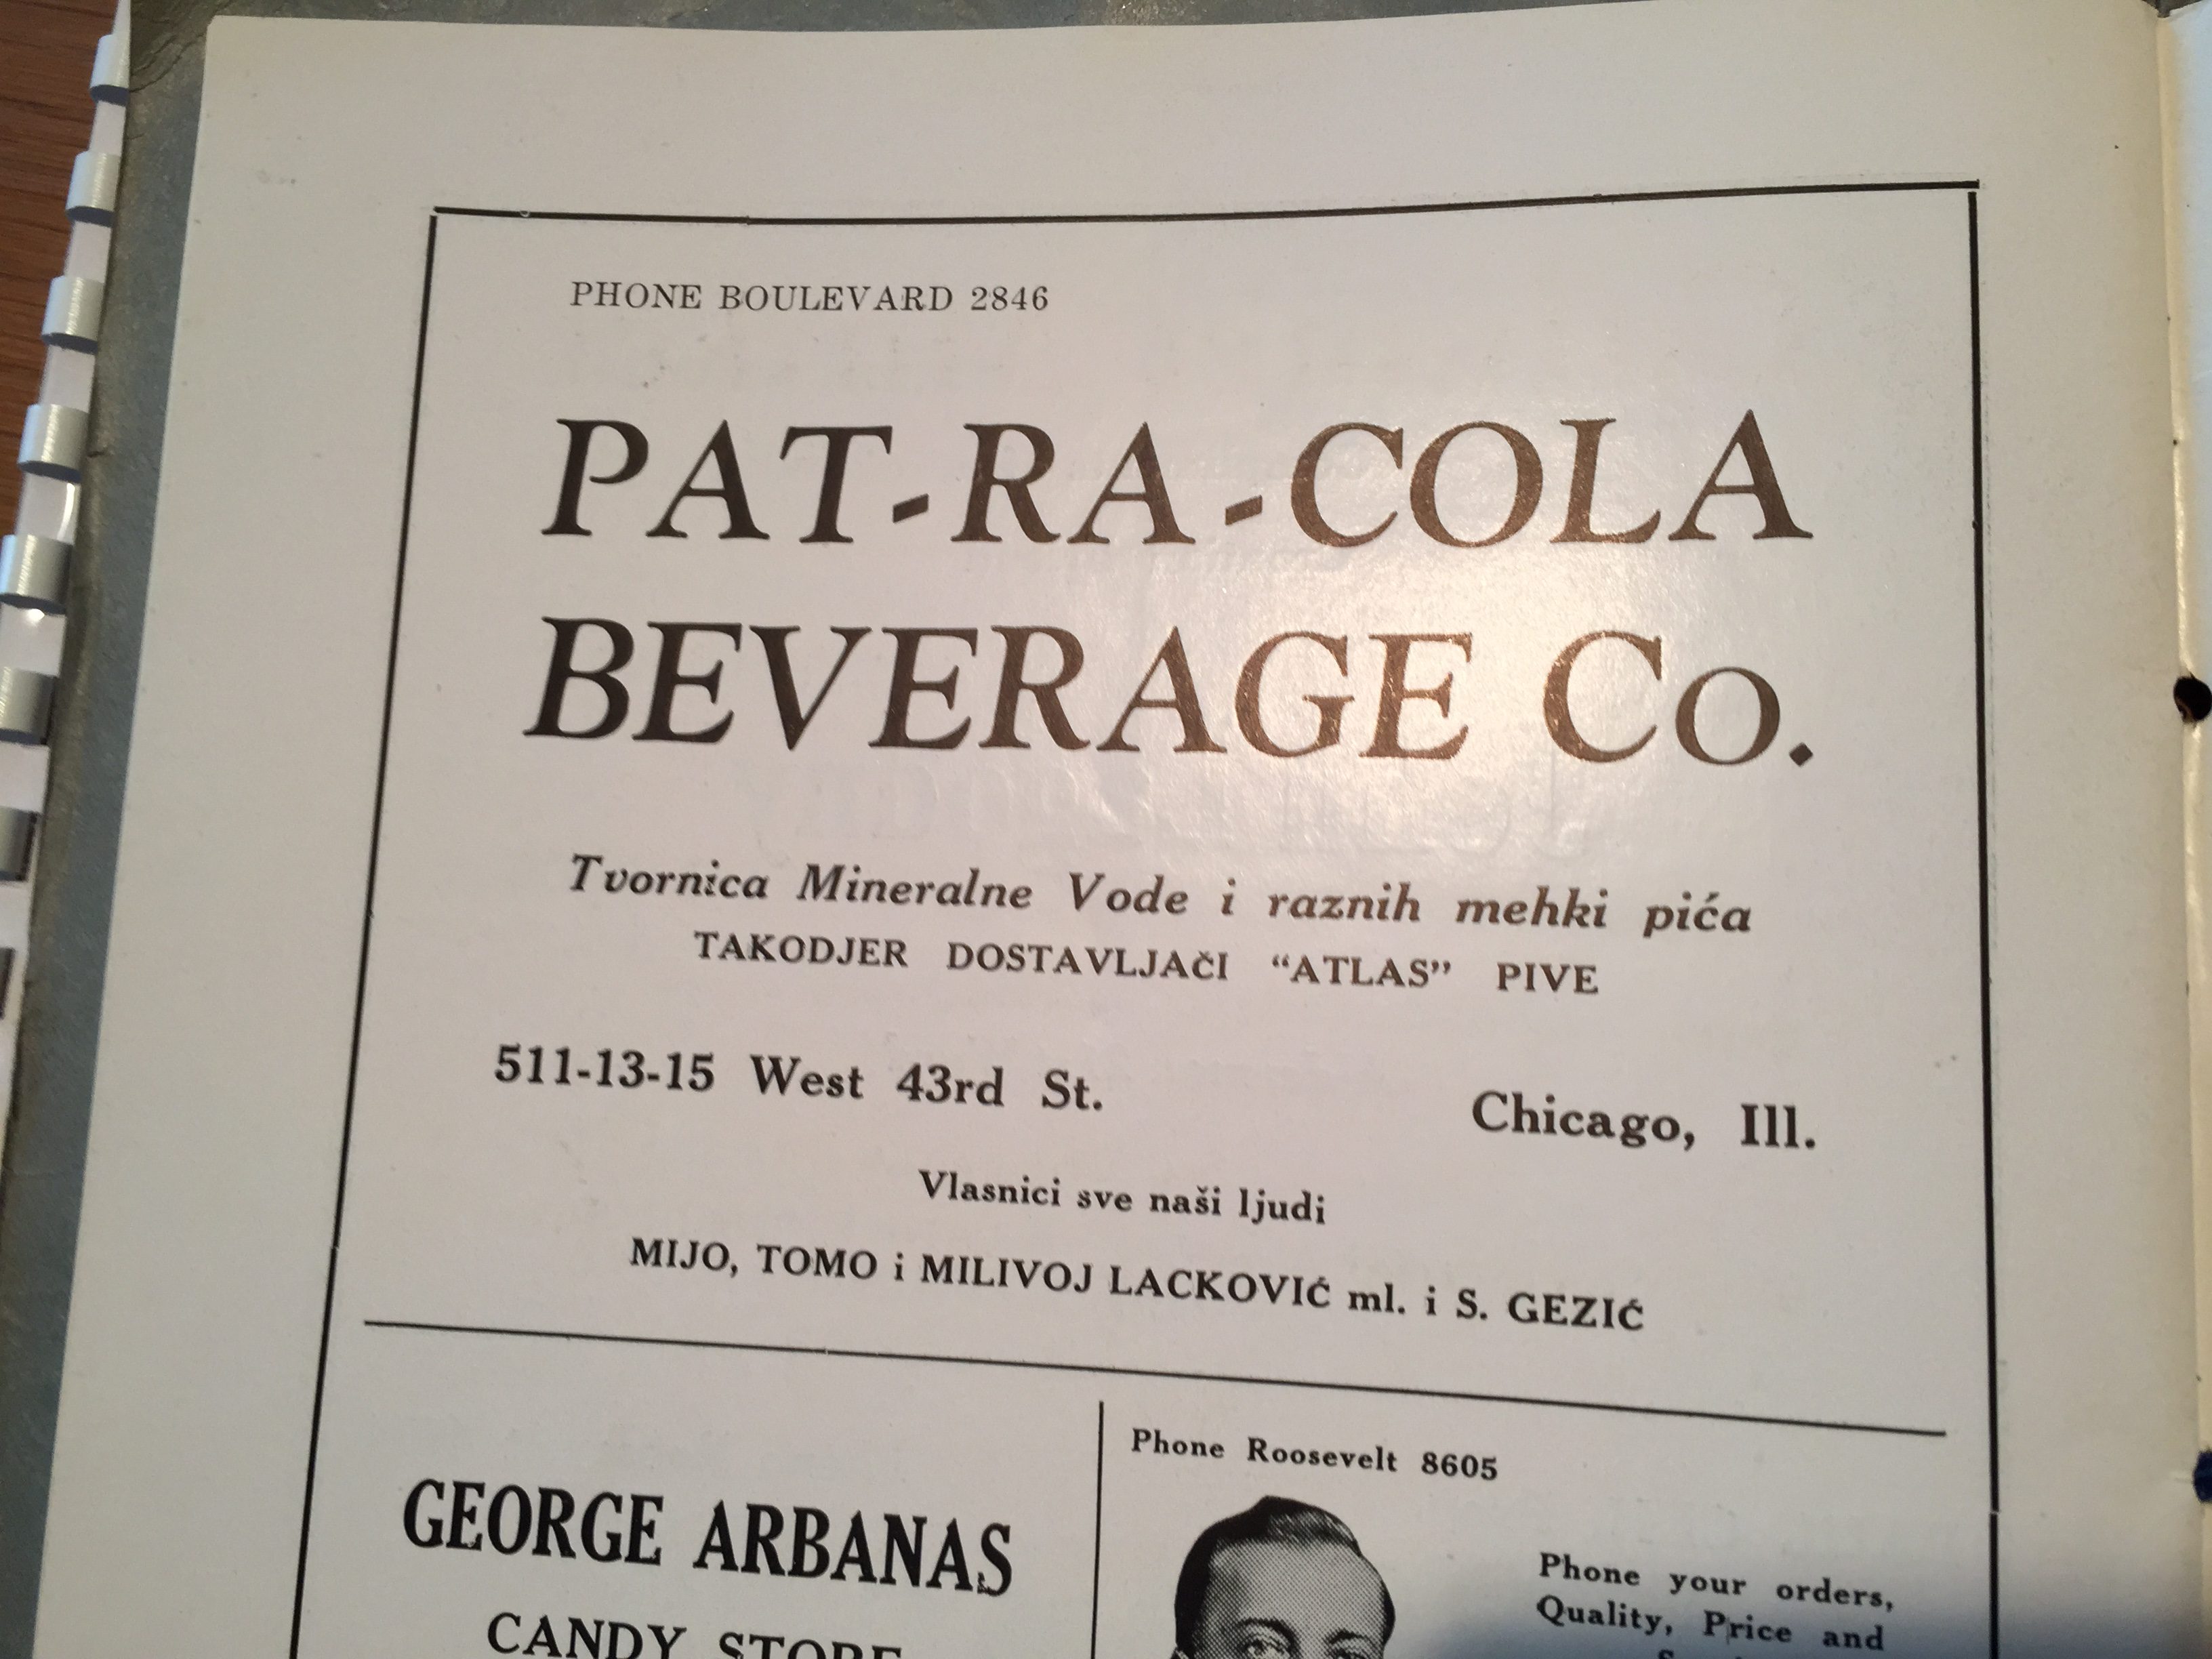 PHONE BOULEVARD 2846
PAT-RA-COLA
BEVERAGE CO.
Tvornica Mineralne Vode i raznih mehki pića
TAKODJER DOSTAVLJAČI “ATLAS” PIVE
511-13-15 West 43rd St. Chicago, Ill.
Vlasnici sve naši ljudi
MIJO, TOMO i MILIVOJ LACKOVIĆ ml. i S. GEZIĆ
GEORGE ARBANAS
CANDY STORE
Phone Roosevelt 8605
Phone your orders,
Quality, Price and